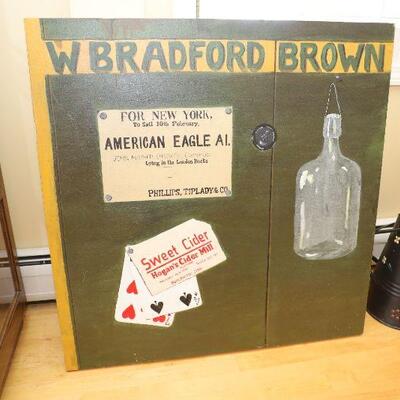 W BRADFORD BROWN
FOR NEW YORK,
To Sail 10th February,
AMERICAN EAGLE A1.
Lying in the London Docks
PHILLIPS, TIPLADY & CO.
Sweet Cider
Hogan's Cider Mill